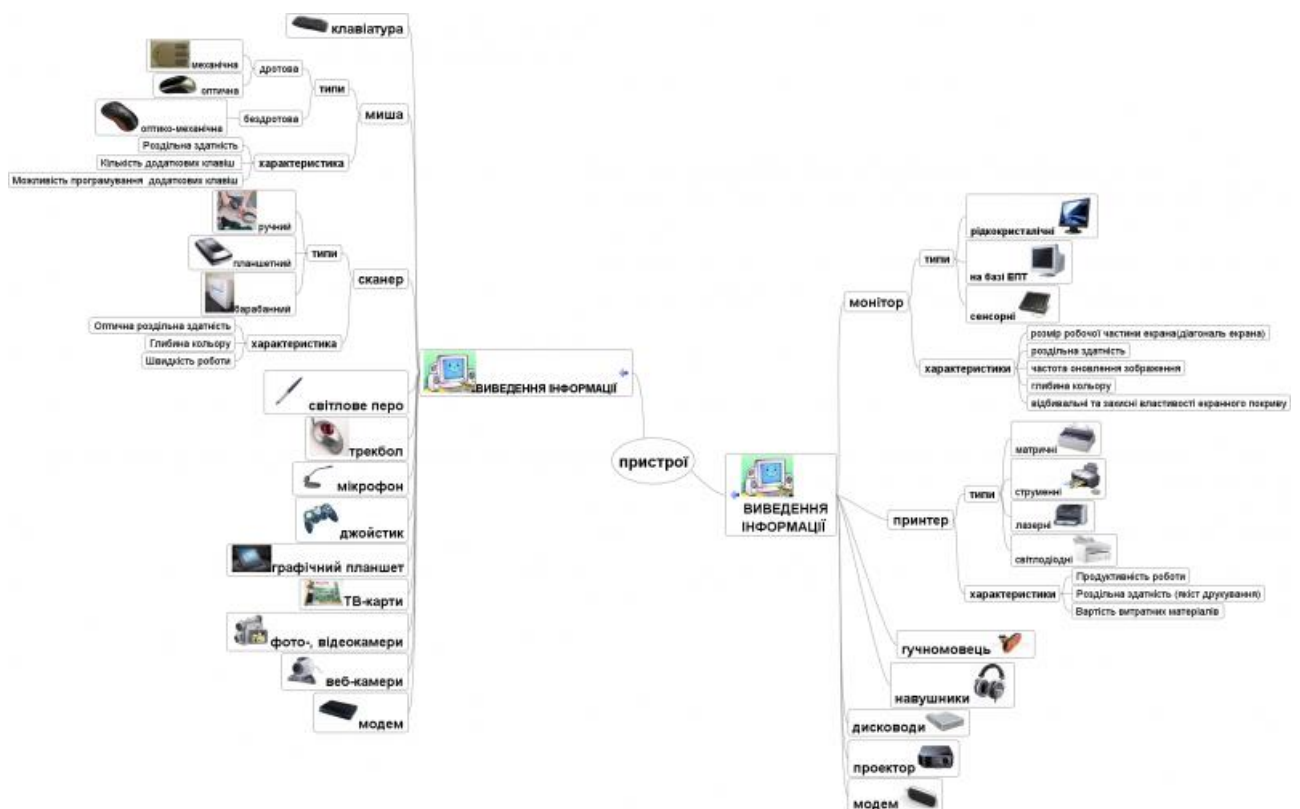 клавіатура
механічна
дротова
оптична
типи
бездротова
оптико-механічна
миша
Роздільна здатність
Кількість додаткових клавіш
характеристика
Можливість програмування додаткових клавіш
ручний
планшетний
типи
барабанний
сканер
Оптична роздільна здатність
Глибина кольору
характеристика
Швидкість роботи
ВИВЕДЕННЯ ІНФОРМАЦІЇ
світлове перо
трекбол
мікрофон
джойстик
графічний планшет
ТВ-карти
фото-, відеокамери
веб-камери
модем
пристрої
ВИВЕДЕННЯ
ІНФОРМАЦІЇ
монітор
типи
рідкокристалічні
на базі ЕПТ
сенсорні
характеристики
розмір робочої частини екрана(діагональ екрана)
роздільна здатність
частота оновлення зображення
глибина кольору
відбивальні та захисні властивості екранного покриву
принтер
типи
матричні
струменні
лазерні
світлодіодні
характеристики
Продуктивність роботи
Роздільна здатність (якіст друкування)
Вартість витратних матеріалів
гучномовець
навушники
дисководи
проектор
модем